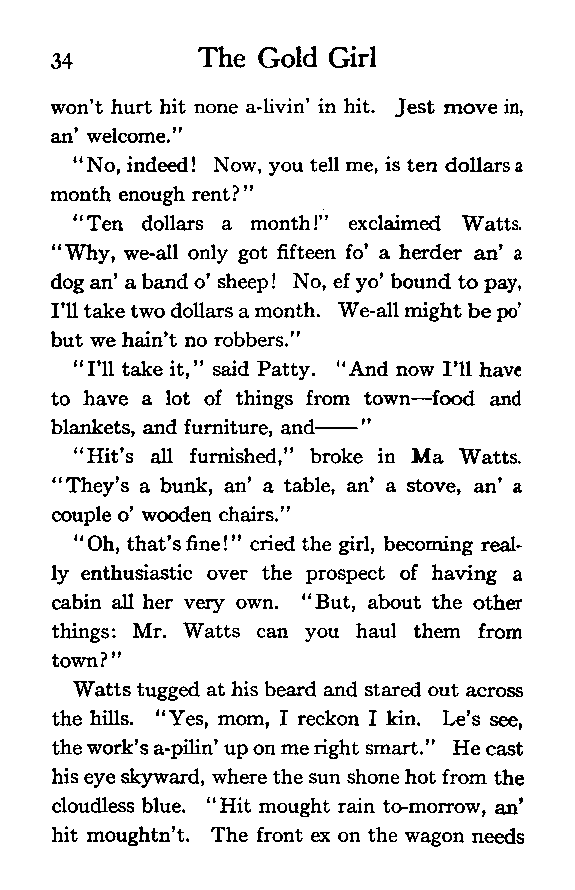 34 The Gold Girl
won't hurt hit none a-livin' in hit. Jest move in,
an' welcome."
"No, indeed! Now, you tell me, is ten dollars a
month enough rent?"
"Ten dollars a month!" exclaimed Watts.
"Why, we-all only got fifteen fo' a herder an' a
dog an' a band o' sheep! No, ef yo' bound to pay,
I'll take two dollars a month. We-all might be po'
but we hain't no robbers."
"I'll take it," said Patty. "And now I'll have
to have a lot of things from town—food and
blankets, and furniture, and——"
"Hit's all furnished," broke in Ma Watts.
"They's a bunk, an' a table, an' a stove, an' a
couple o' wooden chairs."
"Oh, that's fine!" cried the girl, becoming real-
ly enthusiastic over the prospect of having a
cabin all her very own. "But, about the other
things: Mr. Watts can you haul them from
town?"
Watts tugged at his beard and stared out across
the hills. "Yes, mom, I reckon I kin. Le's see,
the work's a-pilin' up on me right smart." He cast
his eye skyward, where the sun shone hot from the
cloudless blue. "Hit mought rain to-morrow, an'
hit moughtn't. The front ex on the wagon needs